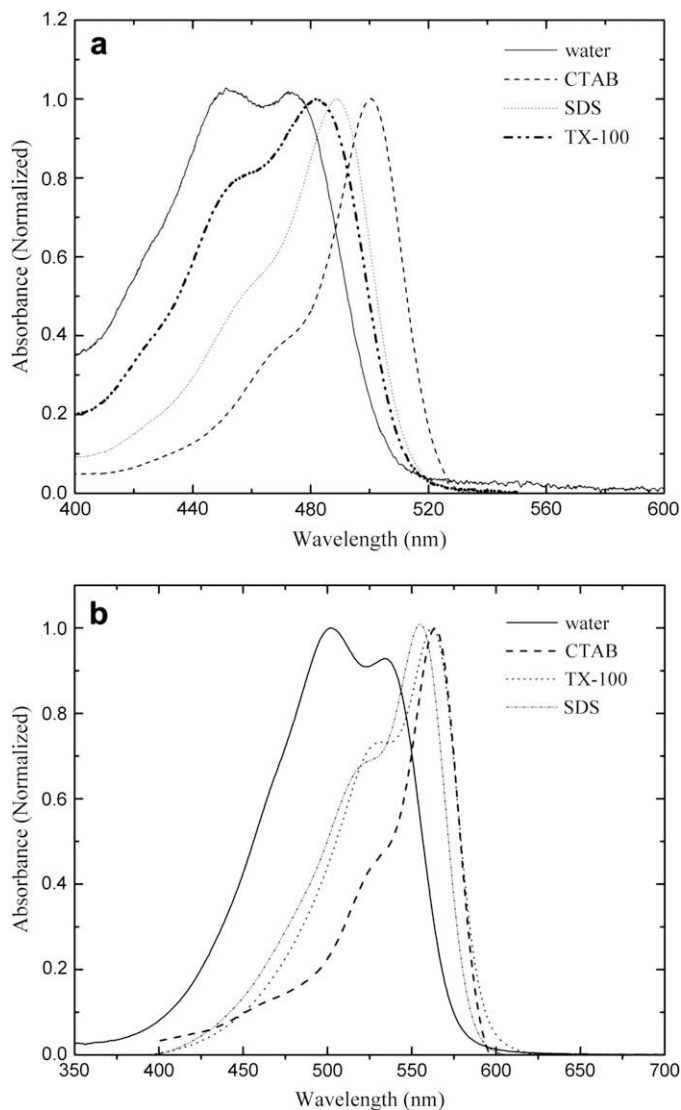 a
water
CTAB
SDS
TX-100
Absorbance (Normalized)
1.2
1.0
0.8
0.6
0.4
0.2
0.0
400
440
480
520
560
600
Wavelength (nm)
b
water
CTAB
TX-100
SDS
Absorbance (Normalized)
1.0
0.8
0.6
0.4
0.2
0.0
350
400
450
500
550
600
650
700
Wavelength (nm)